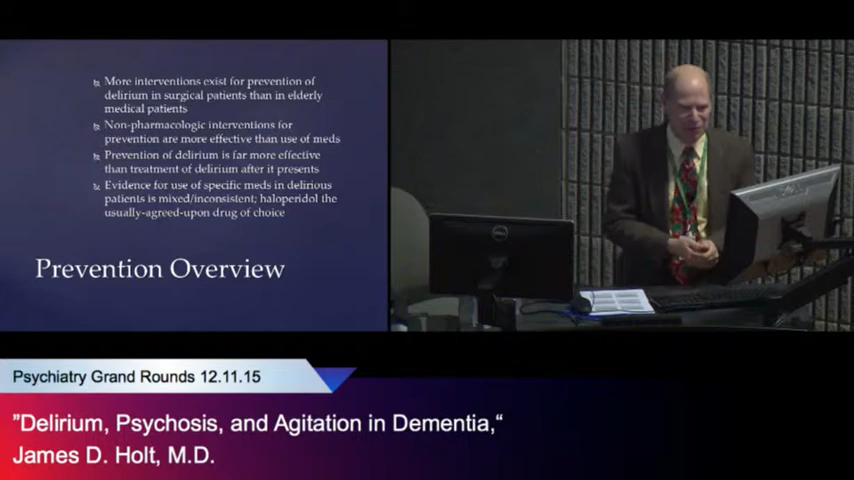 More interventions exist for prevention of
delirium in surgical patients than in elderly
medical patients
Non-pharmacologic interventions for
prevention are more effective than use of meds
Prevention of delirium is far more effective
than treatment of delirium after it presents
Evidence for use of specific meds in delirious
patients is mixed/inconsistent; haloperidol the
usually-agreed-upon drug of choice
Prevention Overview
DELL
Psychiatry Grand Rounds 12.11.15
"Delirium, Psychosis, and Agitation in Dementia,“
James D. Holt, M.D.